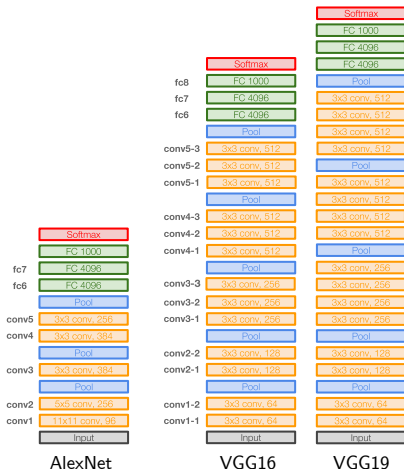 Softmax
FC 1000
fc7 FC 4096
fc6 FC 4096
Pool
conv5 3x3 conv, 256
conv4 3x3 conv, 384
Pool
conv3 3x3 conv, 384
Pool
conv2 5x5 conv, 256
conv1 11x11 conv, 96
Input
AlexNet
Softmax
fc8 FC 1000
fc7 FC 4096
fc6 FC 4096
Pool
conv5-3 3x3 conv, 512
conv5-2 3x3 conv, 512
conv5-1 3x3 conv, 512
Pool
conv4-3 3x3 conv, 512
conv4-2 3x3 conv, 512
conv4-1 3x3 conv, 512
Pool
conv3-3 3x3 conv, 256
conv3-2 3x3 conv, 256
conv3-1 3x3 conv, 256
Pool
conv2-2 3x3 conv, 128
conv2-1 3x3 conv, 128
Pool
conv1-2 3x3 conv, 64
conv1-1 3x3 conv, 64
Input
VGG16
Softmax
FC 1000
FC 4096
FC 4096
Pool
3x3 conv, 512
3x3 conv, 512
3x3 conv, 512
3x3 conv, 512
Pool
3x3 conv, 512
3x3 conv, 512
3x3 conv, 512
3x3 conv, 512
Pool
3x3 conv, 256
3x3 conv, 256
3x3 conv, 256
3x3 conv, 256
Pool
3x3 conv, 128
3x3 conv, 128
Pool
3x3 conv, 64
3x3 conv, 64
Input
VGG19